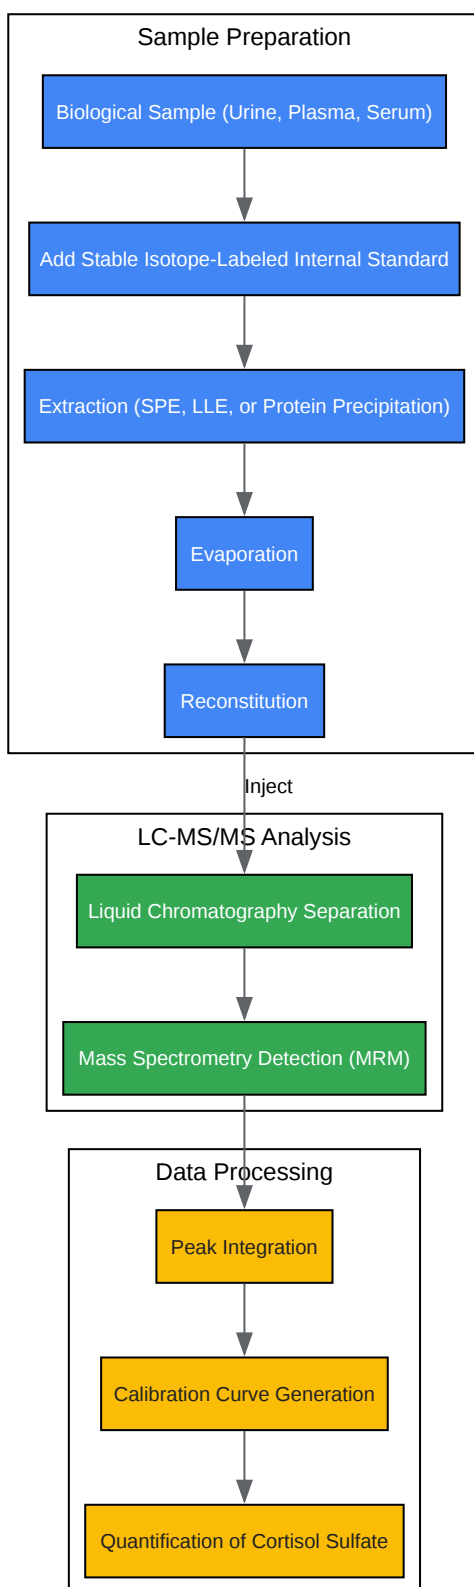 Sample Preparation
Biological Sample (Urine, Plasma, Serum)
Add Stable Isotope-Labeled Internal Standard
Extraction (SPE, LLE, or Protein Precipitation)
Evaporation
Reconstitution
Inject
LC-MS/MS Analysis
Liquid Chromatography Separation
Mass Spectrometry Detection (MRM)
Data Processing
Peak Integration
Calibration Curve Generation
Quantification of Cortisol Sulfate